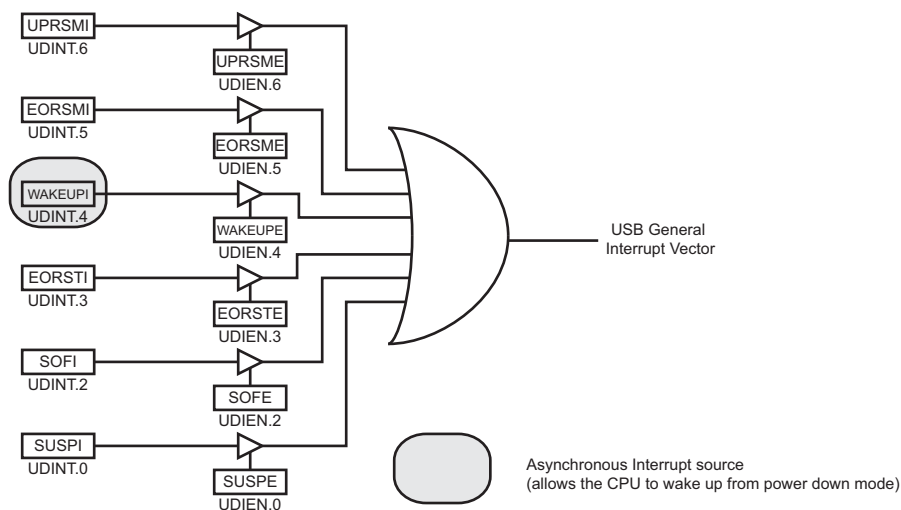 UPRSMI
UDINT.6
UPRSME
UDIEN.6
EORSMI
UDINT.5
EORSME
UDIEN.5
WAKEUPI
UDINT.4
WAKEUPE
UDIEN.4
EORSTI
UDINT.3
EORSTE
UDIEN.3
SOFI
UDINT.2
SOFE
UDIEN.2
SUSPI
UDINT.0
SUSPE
UDIEN.0
USB General
Interrupt Vector
Asynchronous Interrupt source
(allows the CPU to wake up from power down mode)